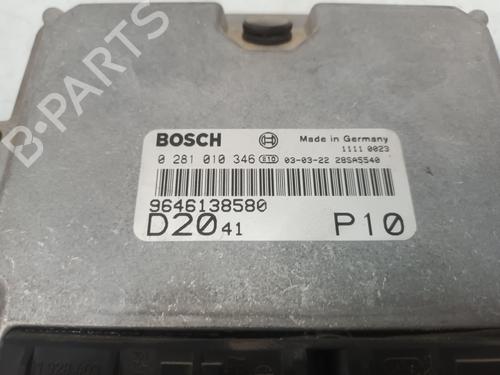 B-PARTS
BOSCH Made in Germany
1111 0023
0 281 010 346 03-03-22 28SA5540
9646138580
D20 41 P10